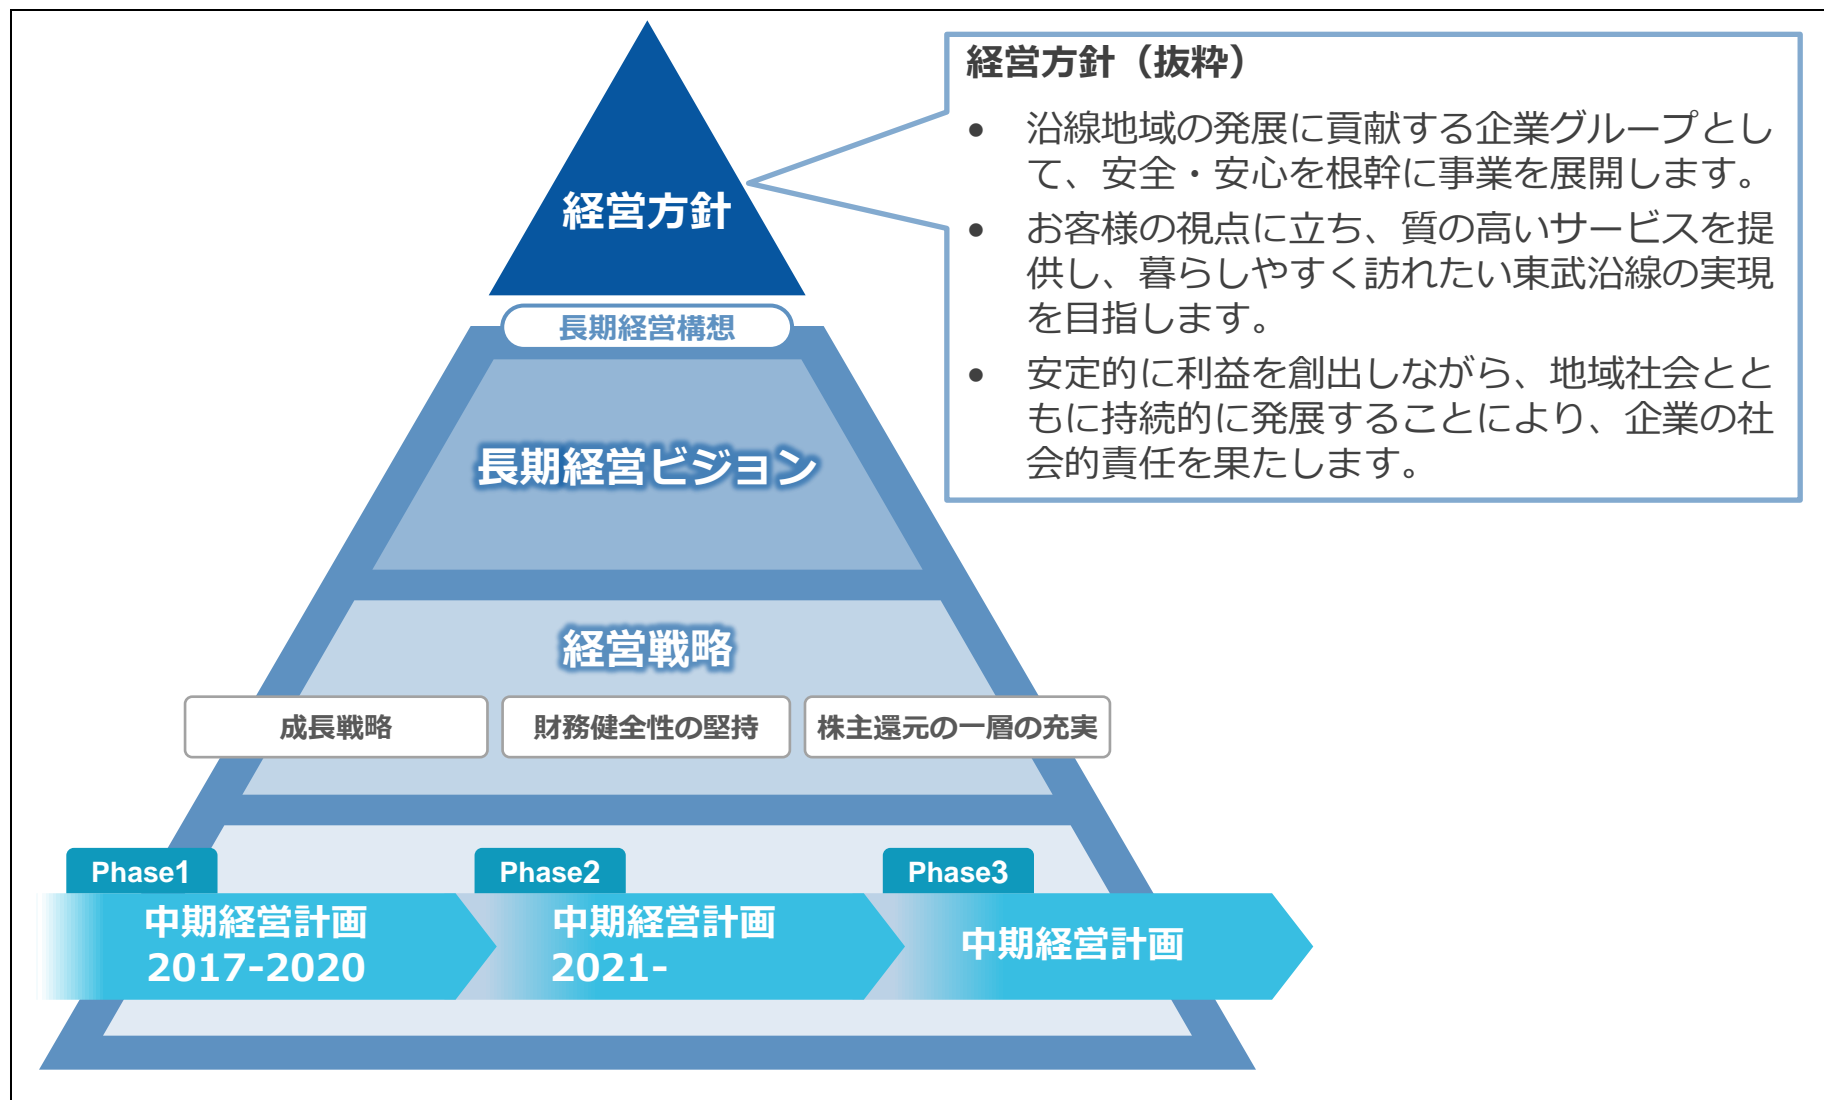 経営方針
経営方針（抜粋）
• 沿線地域の発展に貢献する企業グループとし
て、安全・安心を根幹に事業を展開します。
• お客様の視点に立ち、質の高いサービスを提
供し、暮らしやすく訪れたい東武沿線の実現
を目指します。
• 安定的に利益を創出しながら、地域社会とと
もに持続的に発展することにより、企業の社
会的責任を果たします。
長期経営構想
長期経営ビジョン
経営戦略
成長戦略
財務健全性の堅持
株主還元の一層の充実
Phase1
中期経営計画
2017-2020
Phase2
中期経営計画
2021-
Phase3
中期経営計画